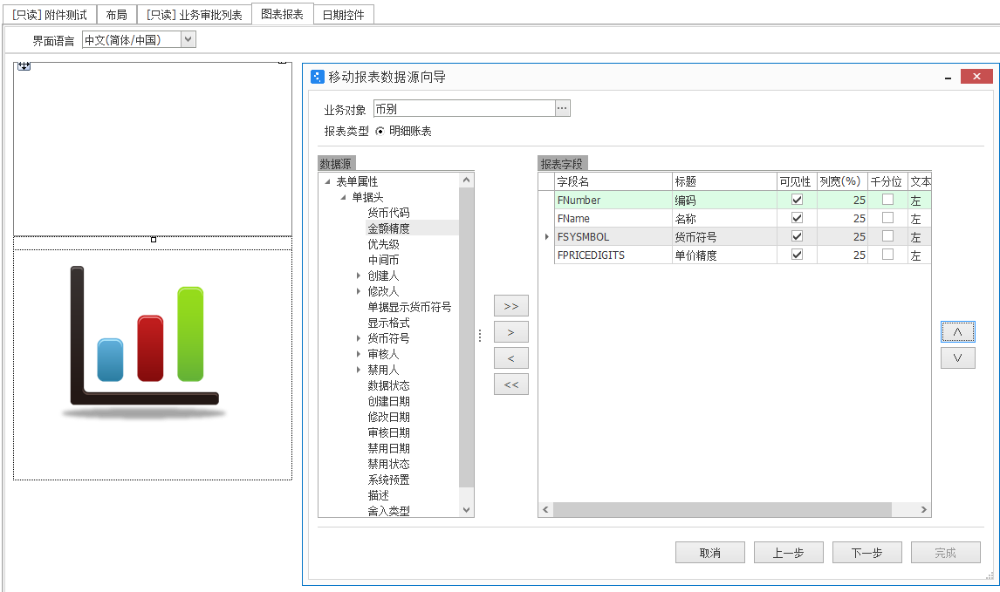 [只读] 附件测试 布局 [只读] 业务审批列表 图表报表 日期控件
界面语言 中文(简体/中国)
移动报表数据源向导
业务对象 币别 ...
报表类型 明细账表
数据源
表单属性
单据头
货币代码
金额精度
优先级
中间币
创建人
修改人
单据显示货币符号
显示格式
货币符号
审核人
禁用人
数据状态
创建日期
修改日期
审核日期
禁用日期
禁用状态
系统预置
描述
舍入类型
>>
>
<
<<
报表字段
字段名 标题 可见性 列宽(%) 千分位 文本
FNumber 编码 25 左
FName 名称 25 左
FSYSMBOL 货币符号 25 左
FPRICEDIGITS 单价精度 25 左
取消 上一步 下一步 完成